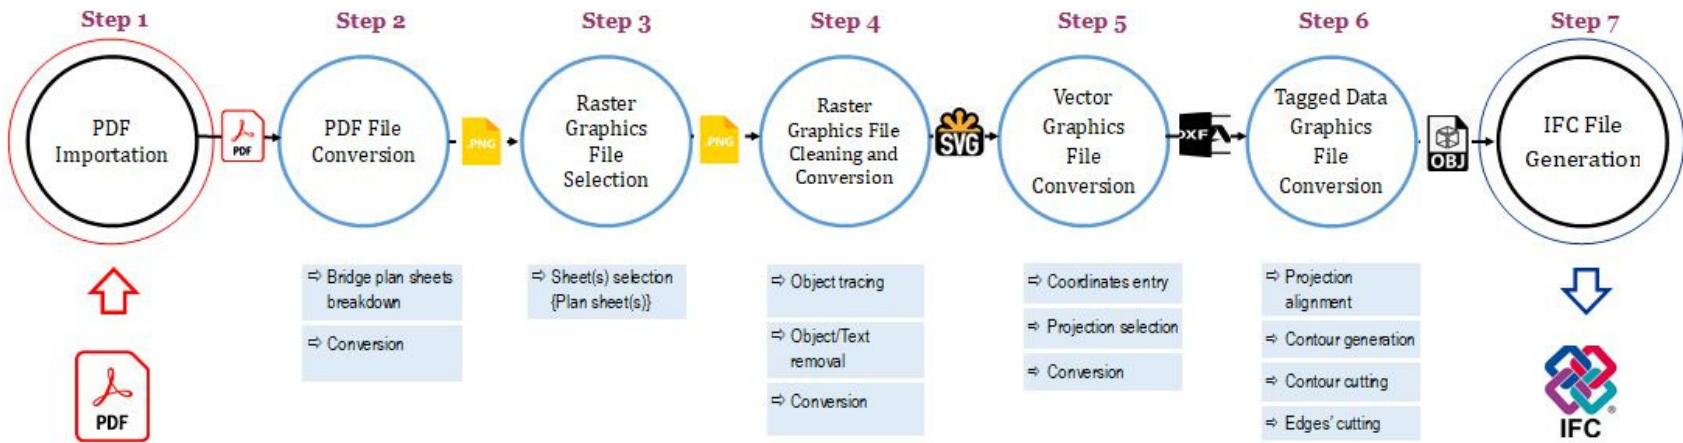 Step 1
Step 2
Step 3
Step 4
Step 5
Step 6
Step 7
PDF
Importation
PDF
PDF File
Conversion
.PNG
Raster
Graphics
File
Selection
.PNG
Raster
Graphics File
Cleaning and
Conversion
SVG
Vector
Graphics
File
Conversion
DXF
Tagged Data
Graphics
File
Conversion
OBJ
IFC File
Generation
PDF
⇨ Bridge plan sheets
breakdown
⇨ Conversion
⇨ Sheet(s) selection
{Plan sheet(s)}
⇨ Object tracing
⇨ Object/Text
removal
⇨ Conversion
⇨ Coordinates entry
⇨ Projection selection
⇨ Conversion
⇨ Projection
alignment
⇨ Contour generation
⇨ Contour cutting
⇨ Edges' cutting
®
IFC